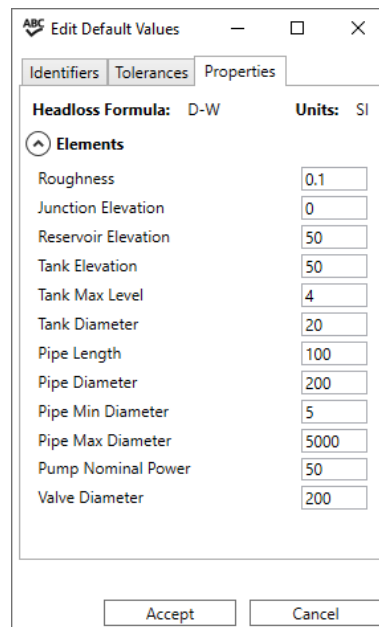 ABC Edit Default Values
Identifiers Tolerances Properties
Headloss Formula: D-W Units: SI
Elements
Roughness 0.1
Junction Elevation 0
Reservoir Elevation 50
Tank Elevation 50
Tank Max Level 4
Tank Diameter 20
Pipe Length 100
Pipe Diameter 200
Pipe Min Diameter 5
Pipe Max Diameter 5000
Pump Nominal Power 50
Valve Diameter 200
Accept Cancel